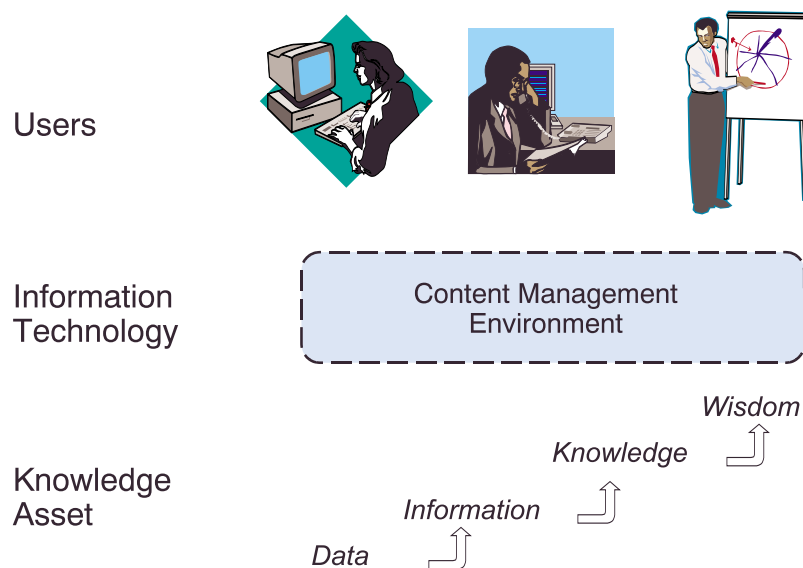 Users
Information
Technology
Content Management
Environment
Knowledge
Asset
Wisdom
Knowledge
Information
Data